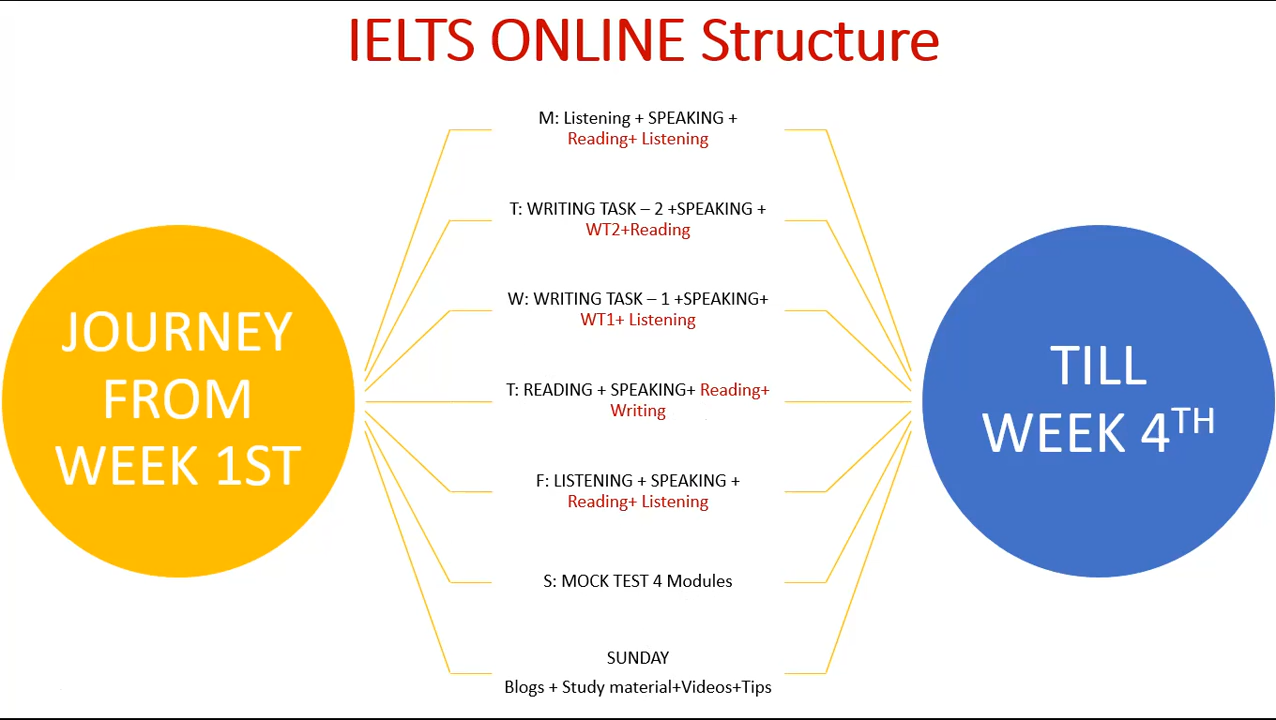 IELTS ONLINE Structure
M: Listening + SPEAKING +
Reading+ Listening
T: WRITING TASK – 2 +SPEAKING +
WT2+Reading
W: WRITING TASK – 1 +SPEAKING+
WT1+ Listening
T: READING + SPEAKING+ Reading+
Writing
F: LISTENING + SPEAKING +
Reading+ Listening
S: MOCK TEST 4 Modules
SUNDAY
Blogs + Study material+Videos+Tips
JOURNEY
FROM
WEEK 1ST
TILL
WEEK 4TH